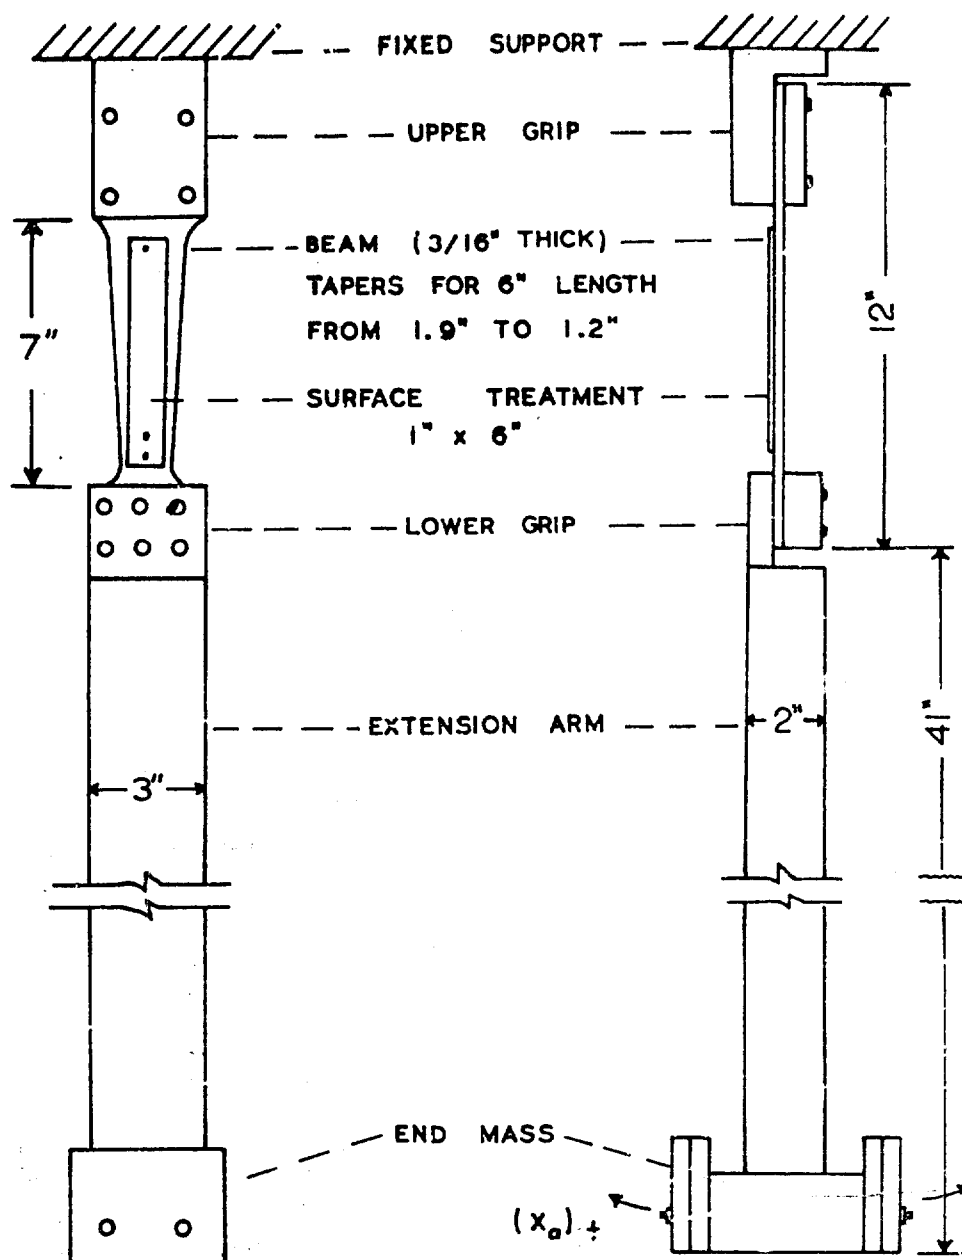 FIXED SUPPORT
UPPER GRIP
BEAM (3/16" THICK)
TAPERS FOR 6" LENGTH
FROM 1.9" TO 1.2"
7"
12"
SURFACE TREATMENT
1" x 6"
LOWER GRIP
EXTENSION ARM
2"
41"
3"
END MASS
(Xa) ±